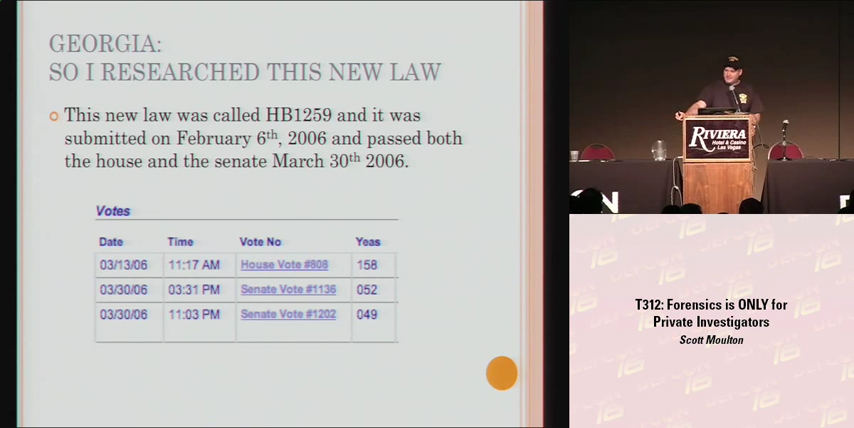 GEORGIA:
SO I RESEARCHED THIS NEW LAW
This new law was called HB1259 and it was
submitted on February 6th, 2006 and passed both
the house and the senate March 30th 2006.
Votes
Date Time Vote No Yeas
03/13/06 11:17 AM House Vote #808 158
03/30/06 03:31 PM Senate Vote #1136 052
03/30/06 11:03 PM Senate Vote #1202 049
RIVIERA
Hotel & Casino
Las Vegas
T312: Forensics is ONLY for
Private Investigators
Scott Moulton